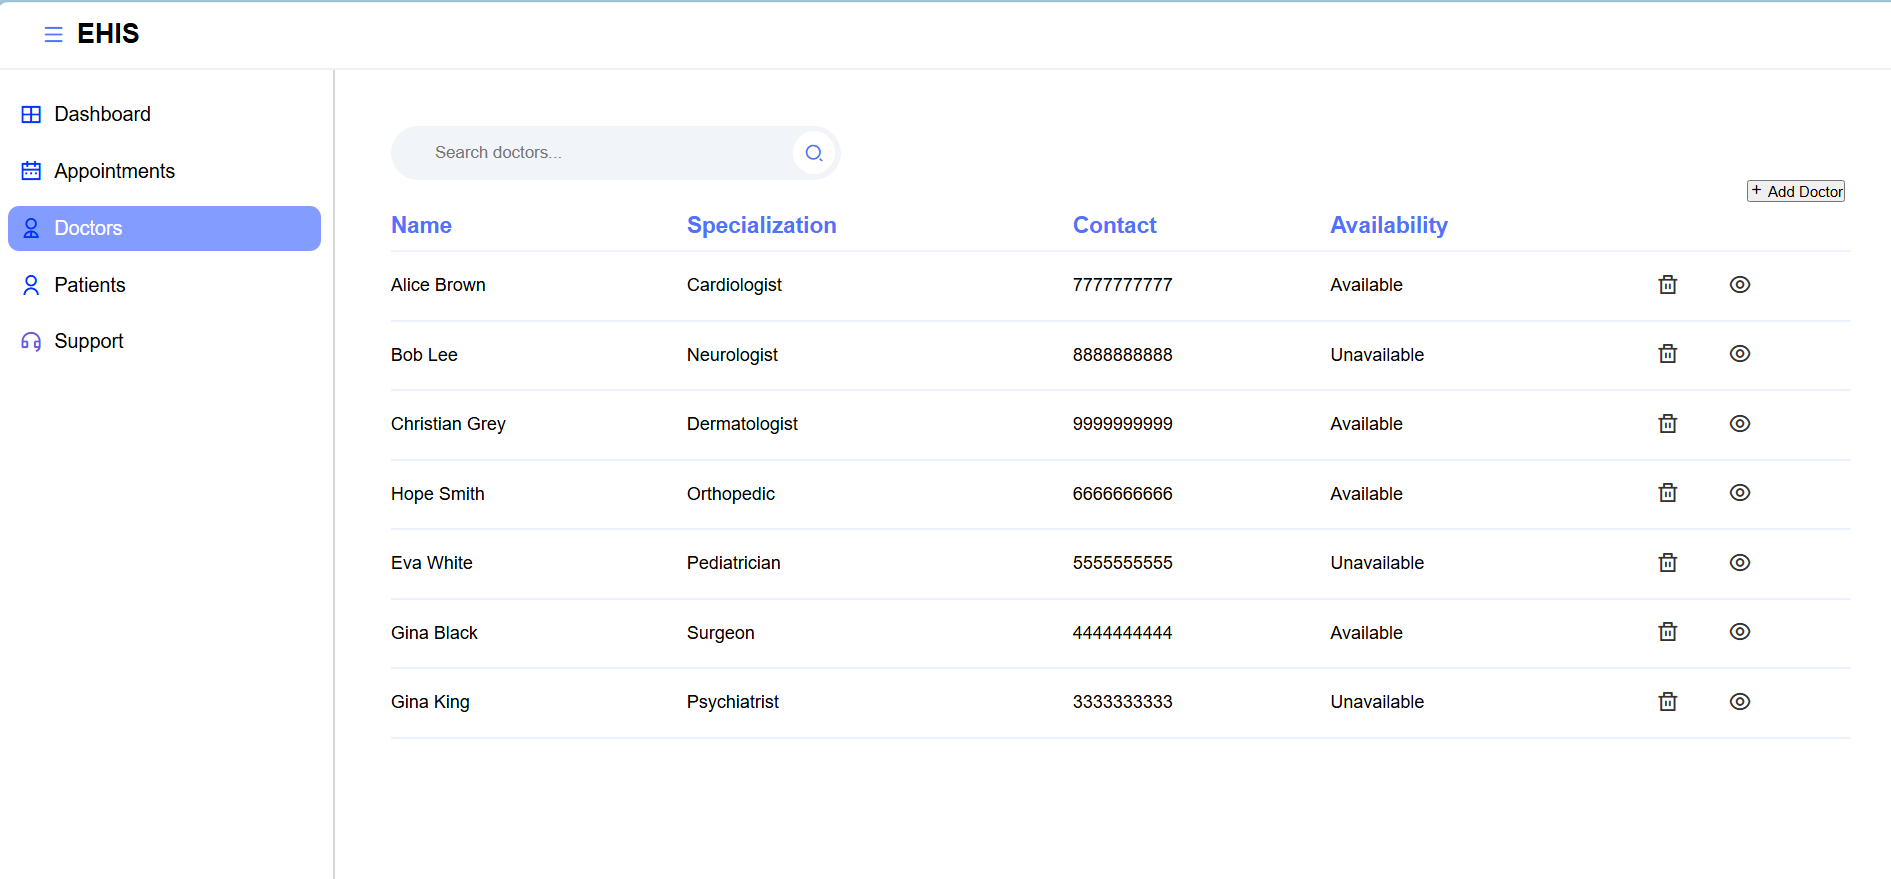 EHIS
Dashboard
Appointments
Doctors
Patients
Support
Search doctors...
+ Add Doctor
Name Specialization Contact Availability
Alice Brown Cardiologist 7777777777 Available
Bob Lee Neurologist 8888888888 Unavailable
Christian Grey Dermatologist 9999999999 Available
Hope Smith Orthopedic 6666666666 Available
Eva White Pediatrician 5555555555 Unavailable
Gina Black Surgeon 4444444444 Available
Gina King Psychiatrist 3333333333 Unavailable